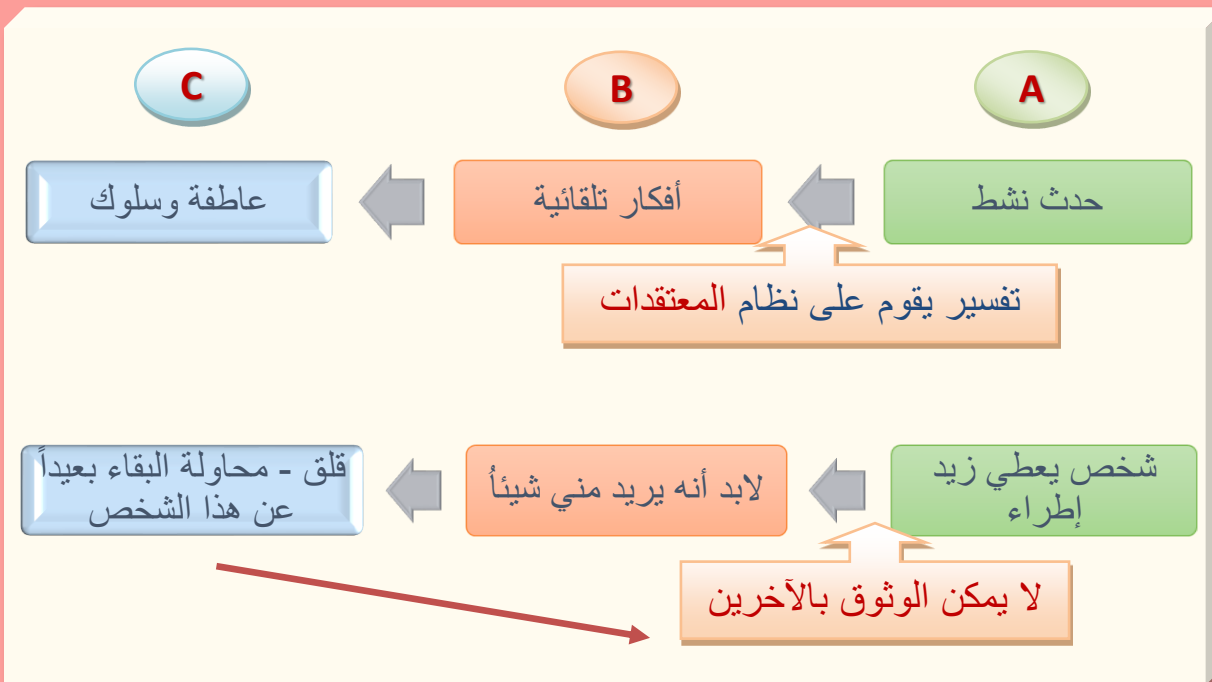 A
B
C
حدث نشط
أفكار تلقائية
عاطفة وسلوك
تفسير يقوم على نظام المعتقدات
شخص يعطي زيد
إطراء
لابد أنه يريد مني شيئاُ
قلق - محاولة البقاء بعيداً
عن هذا الشخص
لا يمكن الوثوق بالآخرين